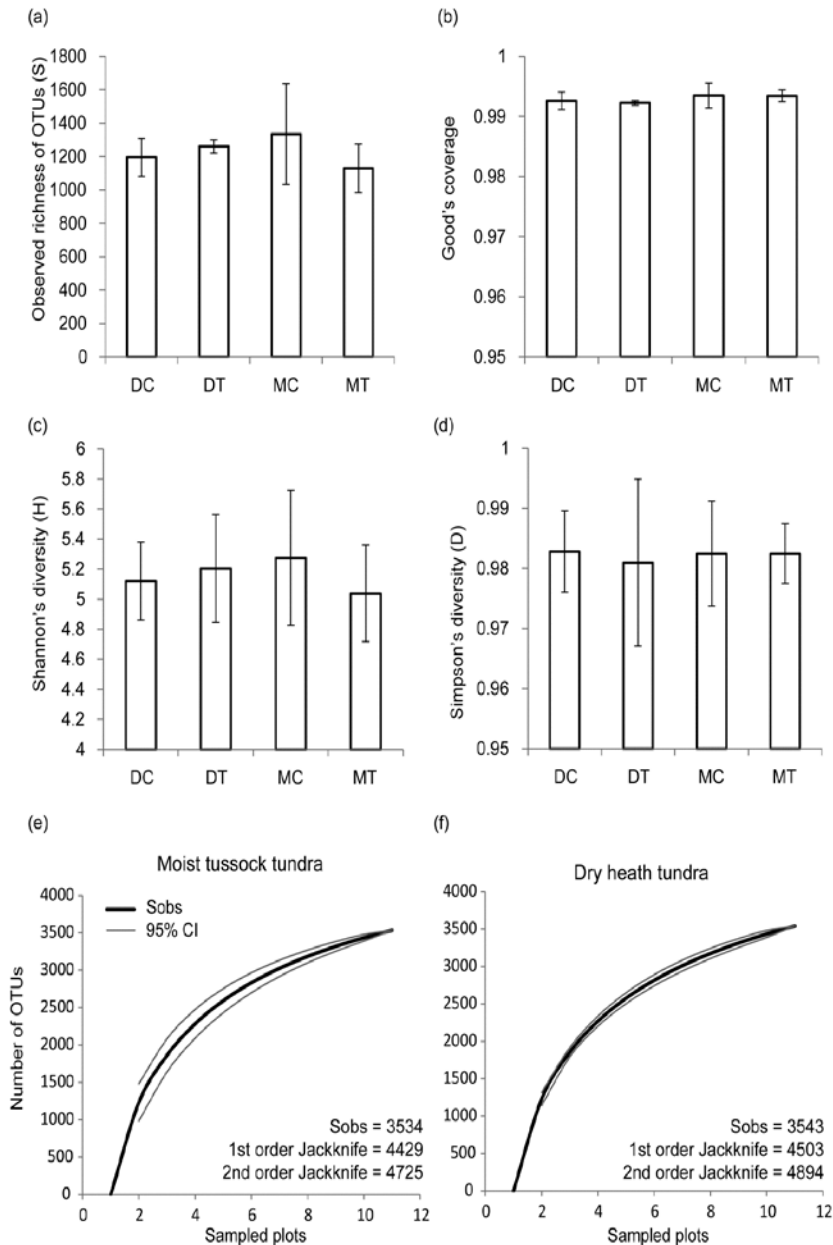 (a)
Observed richness of OTUs (S)
1800
1600
1400
1200
1000
800
600
400
200
0
DC DT MC MT
(b)
Good's coverage
1
0.99
0.98
0.97
0.96
0.95
DC DT MC MT
(c)
Shannon's diversity (H)
6
5.8
5.6
5.4
5.2
5
4.8
4.6
4.4
4.2
4
DC DT MC MT
(d)
Simpson's diversity (D)
1
0.99
0.98
0.97
0.96
0.95
DC DT MC MT
(e)
Moist tussock tundra
Number of OTUs
4000
3500
3000
2500
2000
1500
1000
500
0
Sobs
95% CI
Sobs = 3534
1st order Jackknife = 4429
2nd order Jackknife = 4725
0 2 4 6 8 10 12
Sampled plots
(f)
Dry heath tundra
4000
3500
3000
2500
2000
1500
1000
500
0
Sobs = 3543
1st order Jackknife = 4503
2nd order Jackknife = 4894
0 2 4 6 8 10 12
Sampled plots